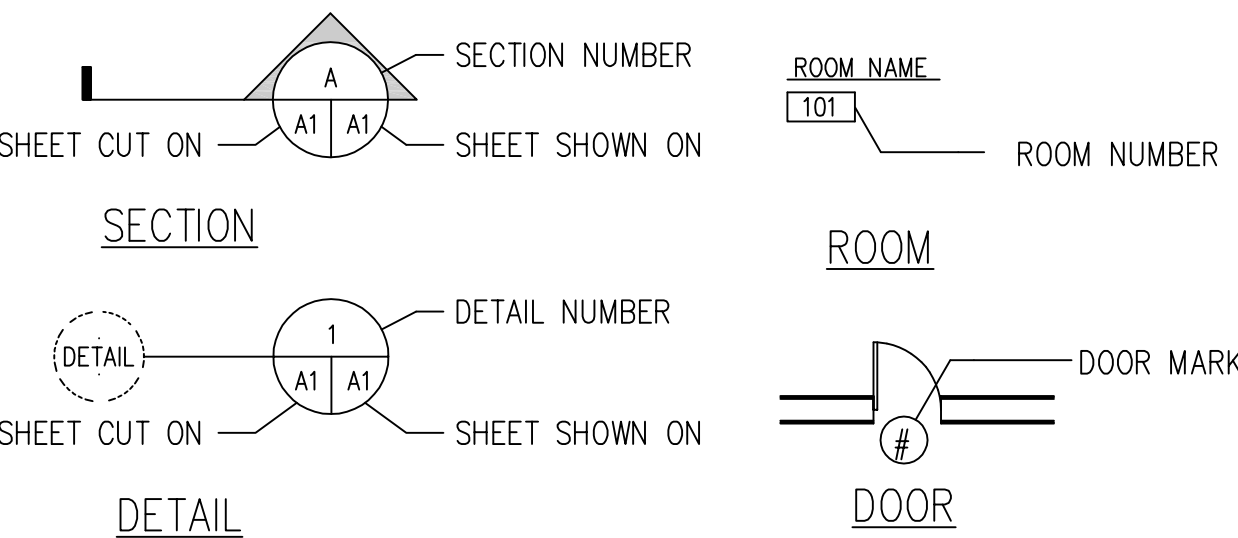 SECTION NUMBER
A
A1 A1
SHEET CUT ON
SHEET SHOWN ON
SECTION
ROOM NAME
101
ROOM NUMBER
ROOM
DETAIL NUMBER
1
DETAIL
A1 A1
SHEET CUT ON
SHEET SHOWN ON
DETAIL
DOOR MARK
#
DOOR